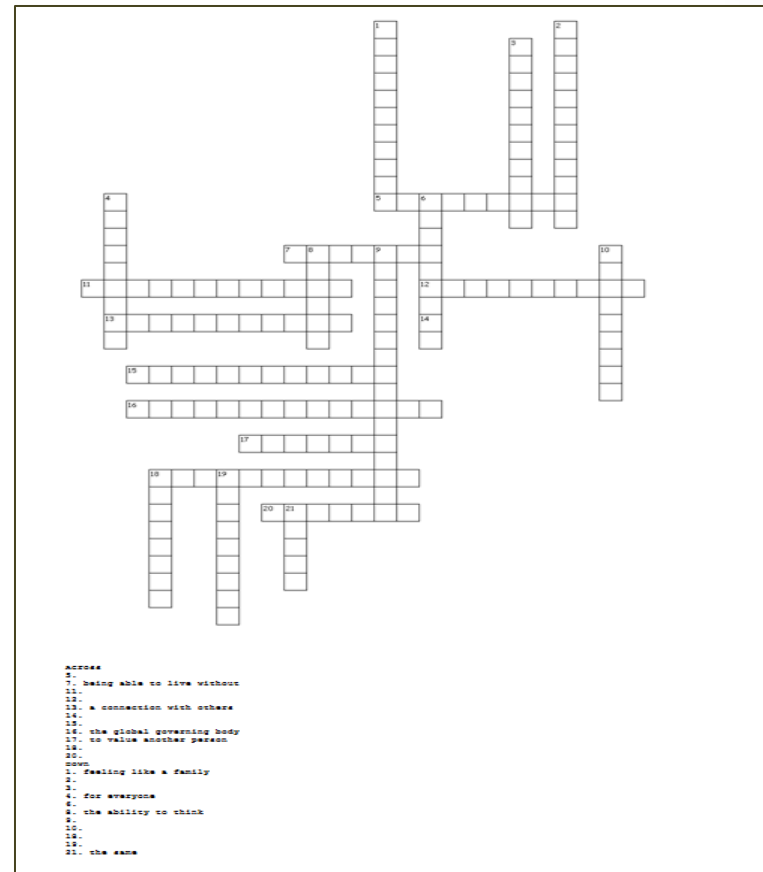 1 2
3
4 5 6
7 8 9 10
11 12
13 14
15
16
17
18 19
20 21
Across
5.
7. being able to live without
11.
12.
13. a connection with others
14.
15.
16. the global governing body
17. to value another person
18.
20.
Down
1. feeling like a family
2.
3.
4. for everyone
6.
8. the ability to think
9.
10.
18.
19.
21. the same